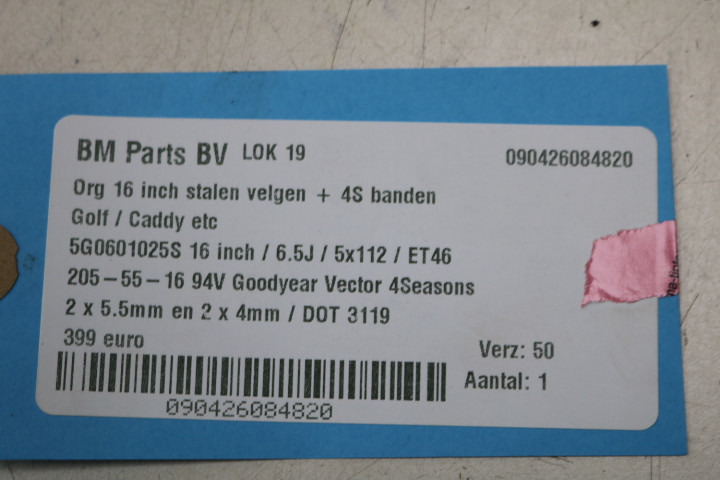 BM Parts BV LOK 19 090426084820
Org 16 inch stalen velgen + 4S banden
Golf / Caddy etc
5G0601025S 16 inch / 6.5J / 5x112 / ET46
205-55-16 94V Goodyear Vector 4Seasons
2 x 5.5mm en 2 x 4mm / DOT 3119
399 euro
Verz: 50
Aantal: 1
090426084820